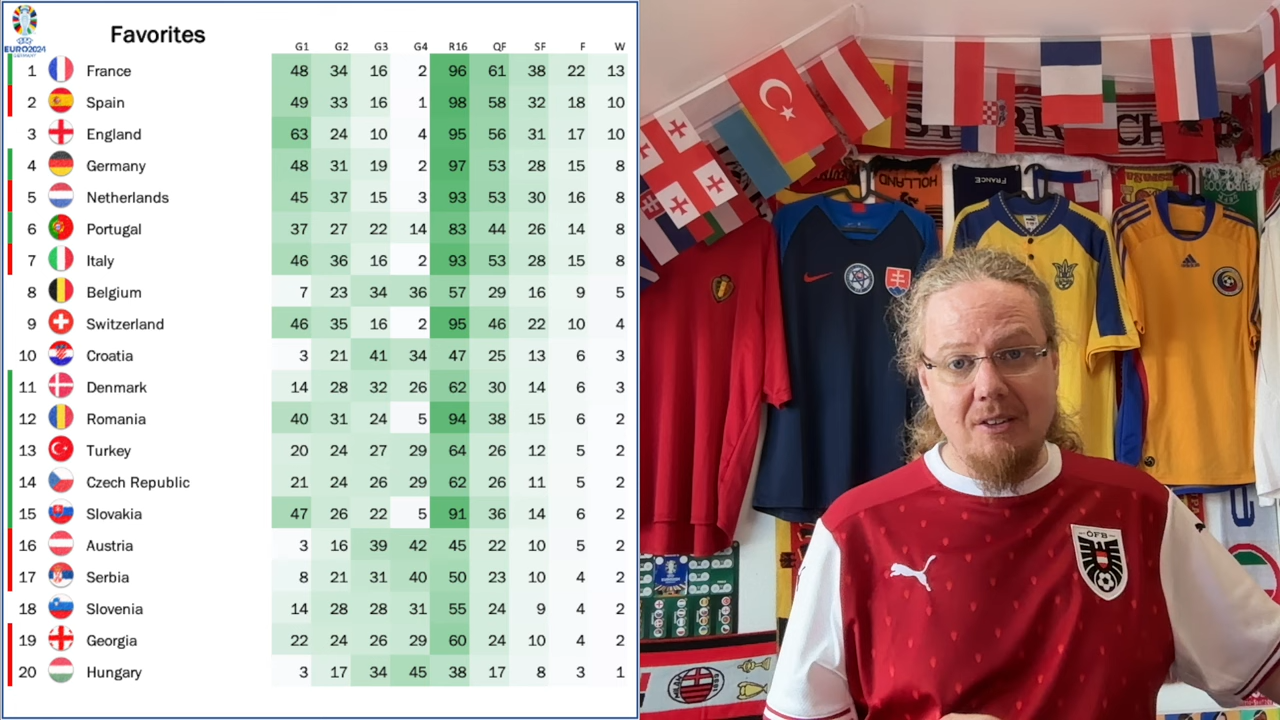 EURO2024
GERMANY
Favorites
G1 G2 G3 G4 R16 QF SF F W
1 France 48 34 16 2 96 61 38 22 13
2 Spain 49 33 16 1 98 58 32 18 10
3 England 63 24 10 4 95 56 31 17 10
4 Germany 48 31 19 2 97 53 28 15 8
5 Netherlands 45 37 15 3 93 53 30 16 8
6 Portugal 37 27 22 14 83 44 26 14 8
7 Italy 46 36 16 2 93 53 28 15 8
8 Belgium 7 23 34 36 57 29 16 9 5
9 Switzerland 46 35 16 2 95 46 22 10 4
10 Croatia 3 21 41 34 47 25 13 6 3
11 Denmark 14 28 32 26 62 30 14 6 3
12 Romania 40 31 24 5 94 38 15 6 2
13 Turkey 20 24 27 29 64 26 12 5 2
14 Czech Republic 21 24 26 29 62 26 11 5 2
15 Slovakia 47 26 22 5 91 36 14 6 2
16 Austria 3 16 39 42 45 22 10 5 2
17 Serbia 8 21 31 40 50 23 10 4 2
18 Slovenia 14 28 28 31 55 24 9 4 2
19 Georgia 22 24 26 29 60 24 10 4 2
20 Hungary 3 17 34 45 38 17 8 3 1
HOLLAND
FRANCE
adidas
ÖFB